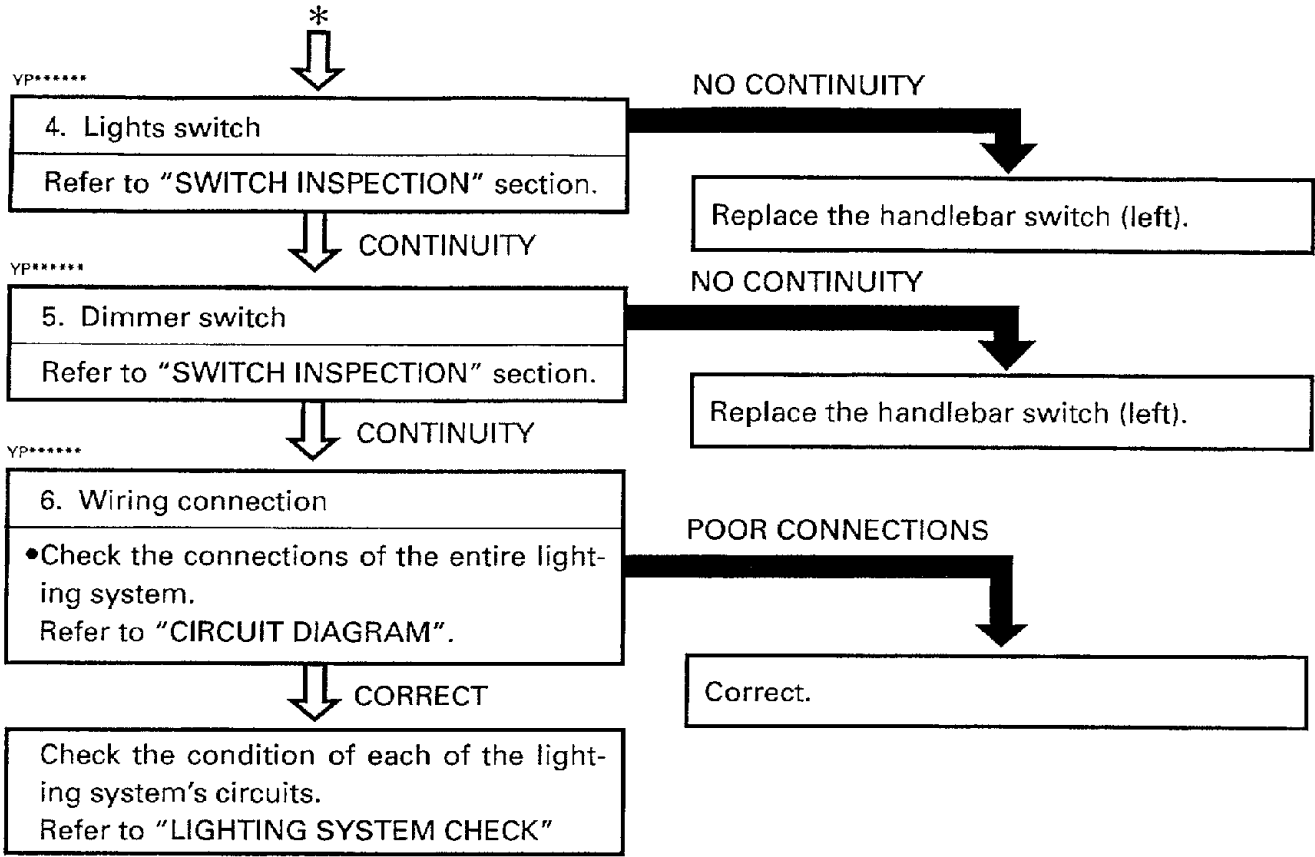 *
YP******
4. Lights switch
Refer to "SWITCH INSPECTION" section.
NO CONTINUITY
Replace the handlebar switch (left).
CONTINUITY
YP******
5. Dimmer switch
Refer to "SWITCH INSPECTION" section.
NO CONTINUITY
Replace the handlebar switch (left).
CONTINUITY
YP******
6. Wiring connection
•Check the connections of the entire light-
ing system.
Refer to "CIRCUIT DIAGRAM".
POOR CONNECTIONS
Correct.
CORRECT
Check the condition of each of the light-
ing system's circuits.
Refer to "LIGHTING SYSTEM CHECK"